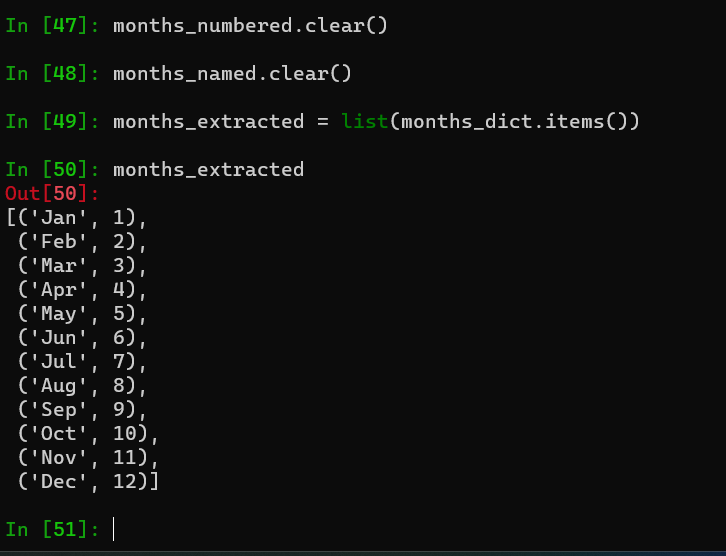 In [47]: months_numbered.clear()
In [48]: months_named.clear()
In [49]: months_extracted = list(months_dict.items())
In [50]: months_extracted
Out[50]:
[('Jan', 1),
 ('Feb', 2),
 ('Mar', 3),
 ('Apr', 4),
 ('May', 5),
 ('Jun', 6),
 ('Jul', 7),
 ('Aug', 8),
 ('Sep', 9),
 ('Oct', 10),
 ('Nov', 11),
 ('Dec', 12)]
In [51]: